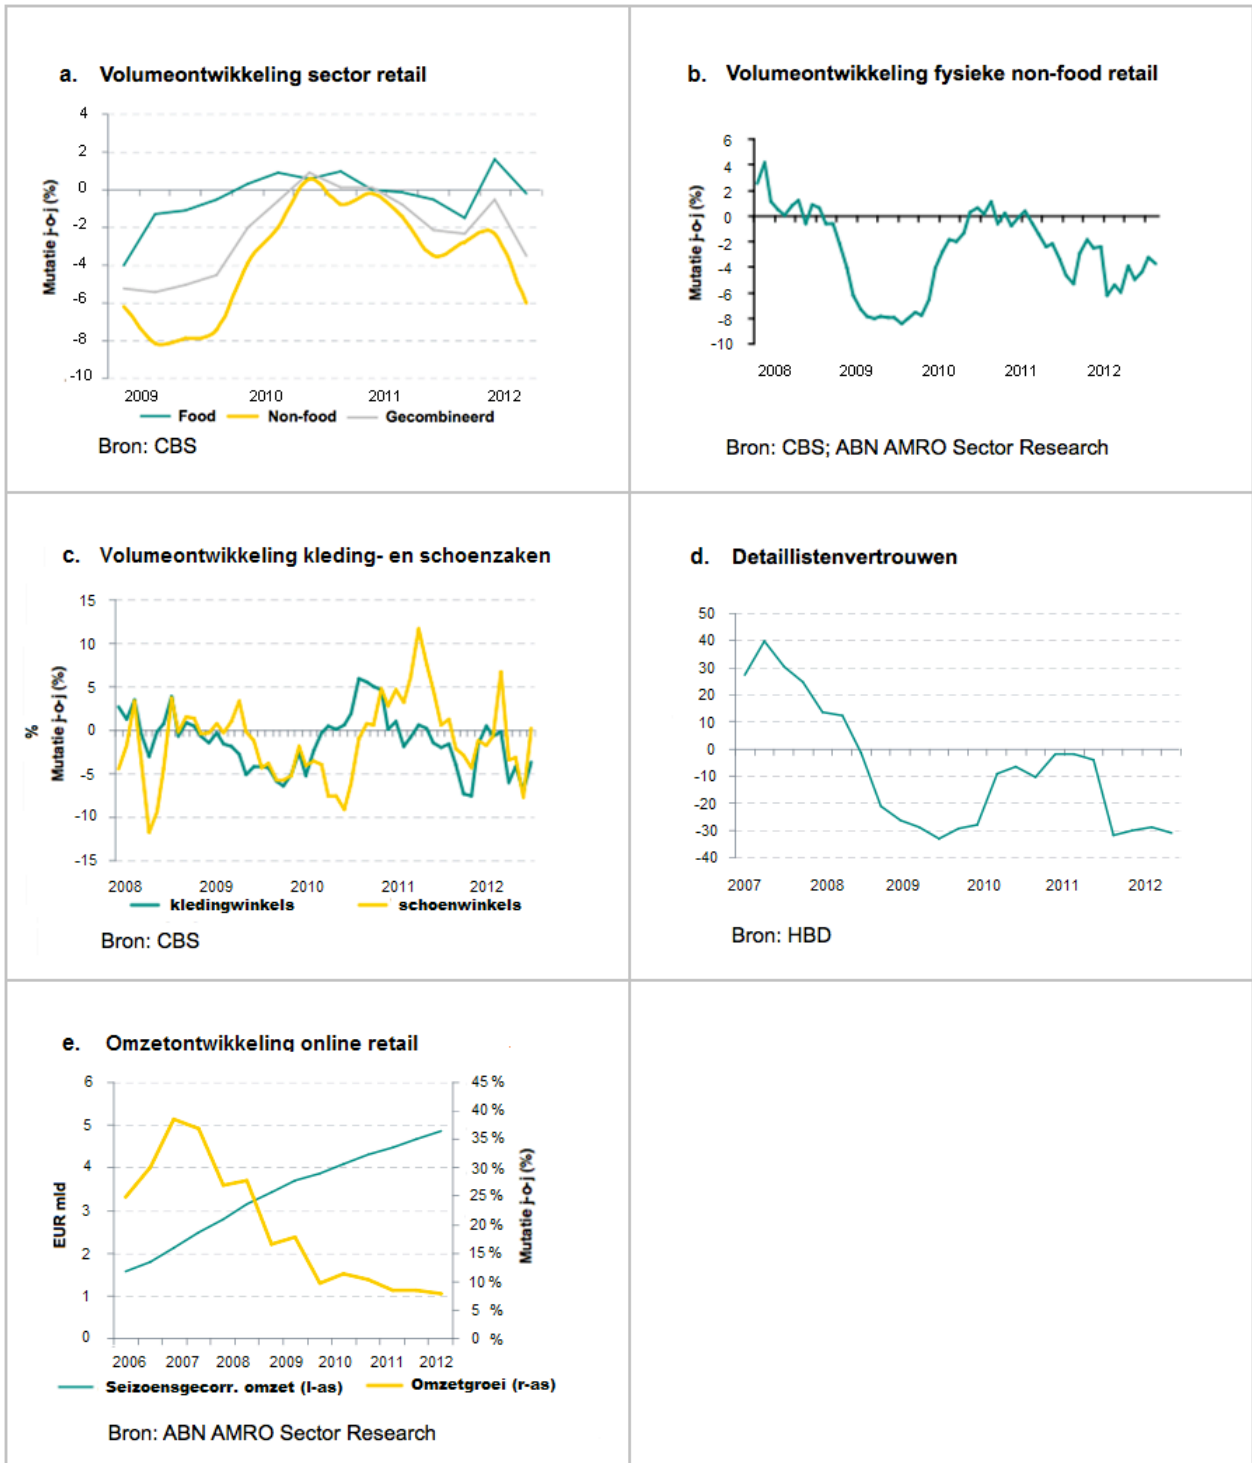 a. Volumeontwikkeling sector retail
4
2
0
-2
-4
-6
-8
-10
Mutatie j-o-j (%)
2009 2010 2011 2012
Food Non-food Gecombineerd
Bron: CBS
b. Volumeontwikkeling fysieke non-food retail
6
4
2
0
-2
-4
-6
-8
-10
Mutatie j-o-j (%)
2008 2009 2010 2011 2012
Bron: CBS; ABN AMRO Sector Research
c. Volumeontwikkeling kleding- en schoenzaken
15
10
5
0
-5
-10
-15
%
Mutatie j-o-j (%)
2008 2009 2010 2011 2012
kledingwinkels schoenwinkels
Bron: CBS
d. Detaillistenvertrouwen
50
40
30
20
10
0
-10
-20
-30
-40
2007 2008 2009 2010 2011 2012
Bron: HBD
e. Omzetontwikkeling online retail
6
5
4
3
2
1
0
EUR mld
45 %
40 %
35 %
30 %
25 %
20 %
15 %
10 %
5 %
0 %
Mutatie j-o-j (%)
2006 2007 2008 2009 2010 2011 2012
Seizoensgecorr. omzet (l-as) Omzetgroei (r-as)
Bron: ABN AMRO Sector Research